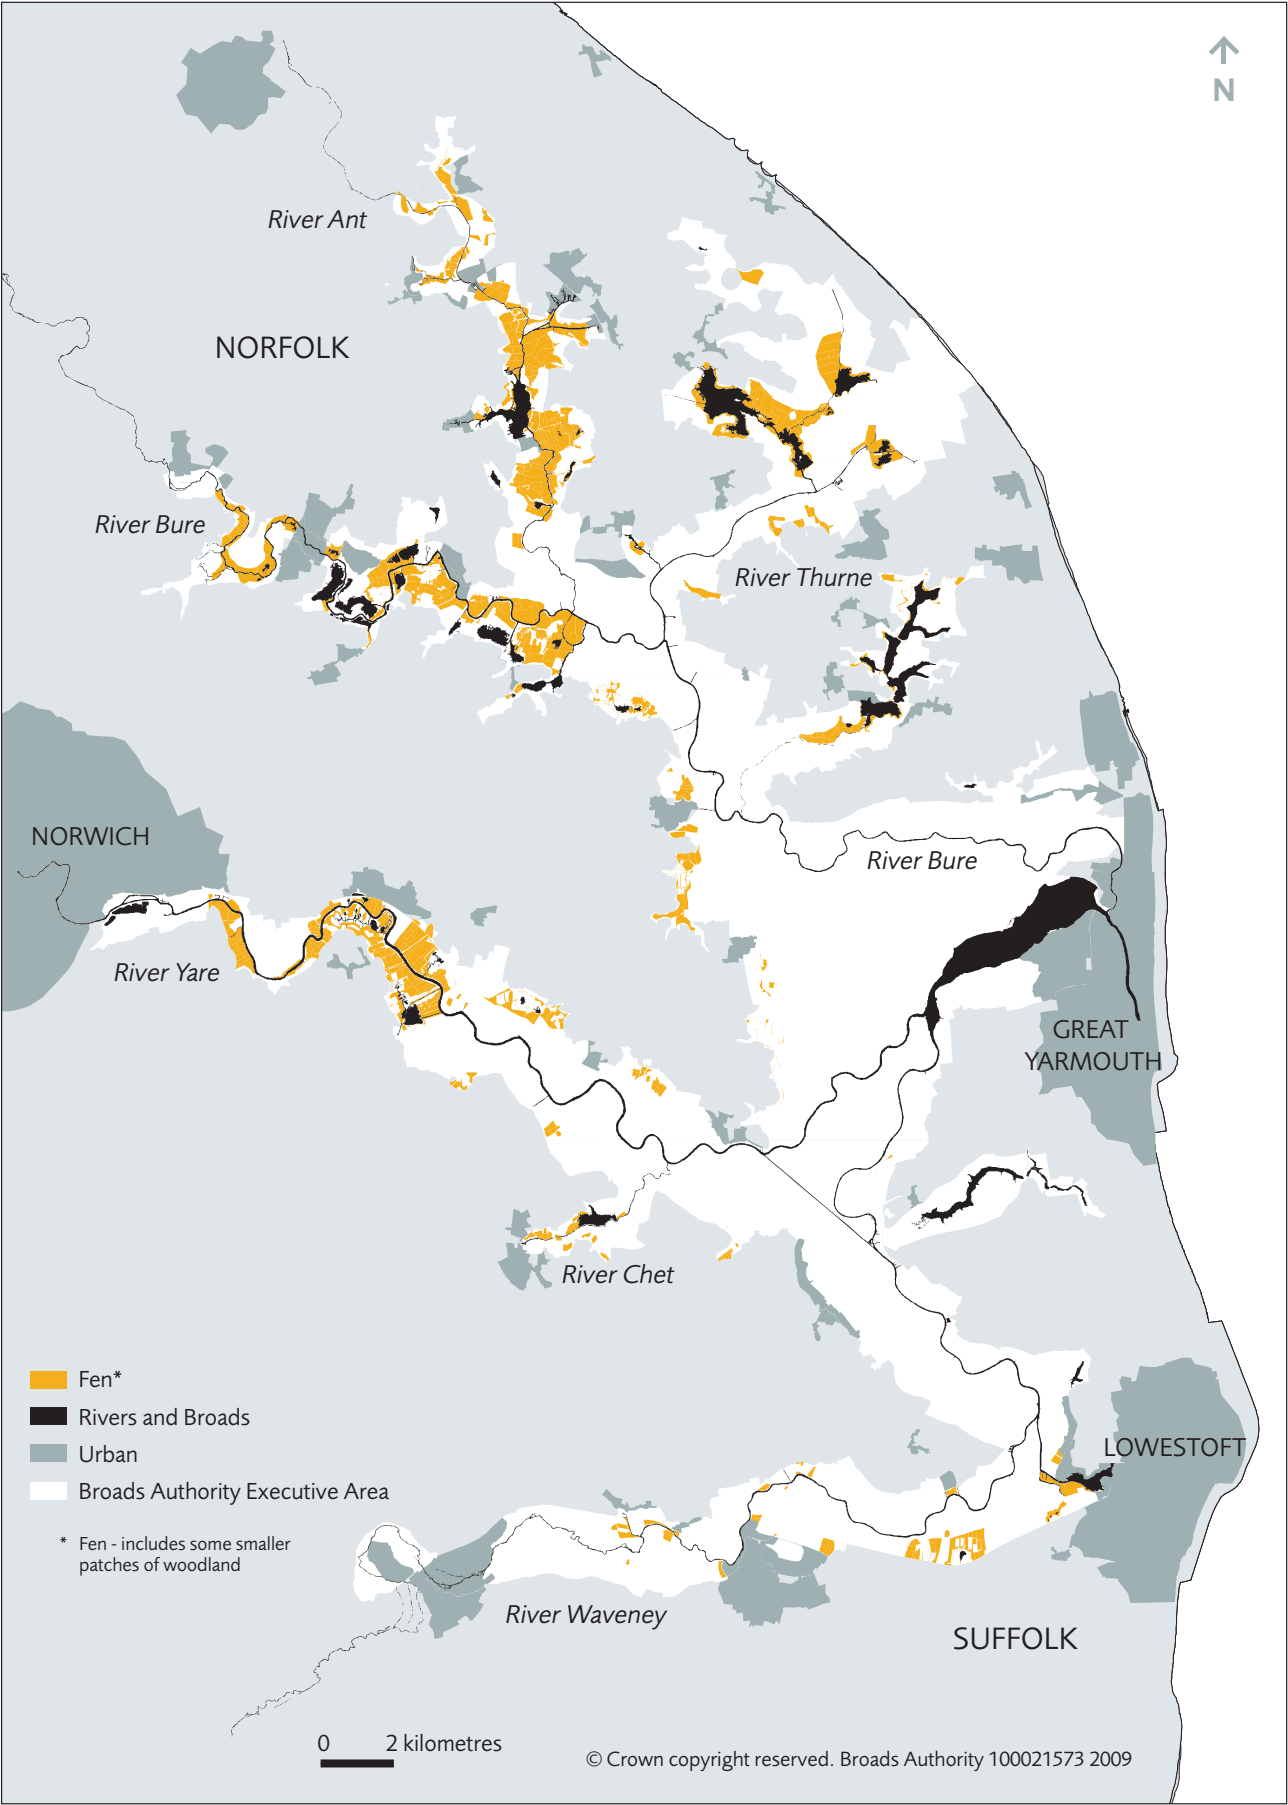 N
River Ant
NORFOLK
River Bure
River Thurne
NORWICH
River Bure
River Yare
GREAT
YARMOUTH
River Chet
Fen*
Rivers and Broads
Urban
Broads Authority Executive Area
* Fen - includes some smaller
patches of woodland
LOWESTOFT
River Waveney
SUFFOLK
0 2 kilometres
© Crown copyright reserved. Broads Authority 100021573 2009